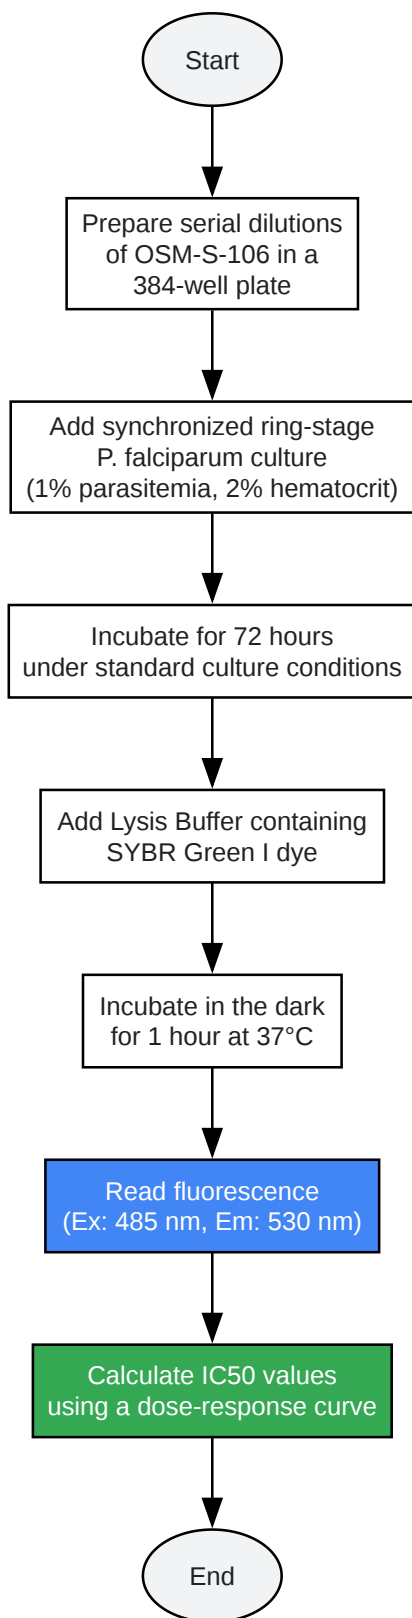 Start
Prepare serial dilutions
of OSM-S-106 in a
384-well plate
Add synchronized ring-stage
P. falciparum culture
(1% parasitemia, 2% hematocrit)
Incubate for 72 hours
under standard culture conditions
Add Lysis Buffer containing
SYBR Green I dye
Incubate in the dark
for 1 hour at 37°C
Read fluorescence
(Ex: 485 nm, Em: 530 nm)
Calculate IC50 values
using a dose-response curve
End